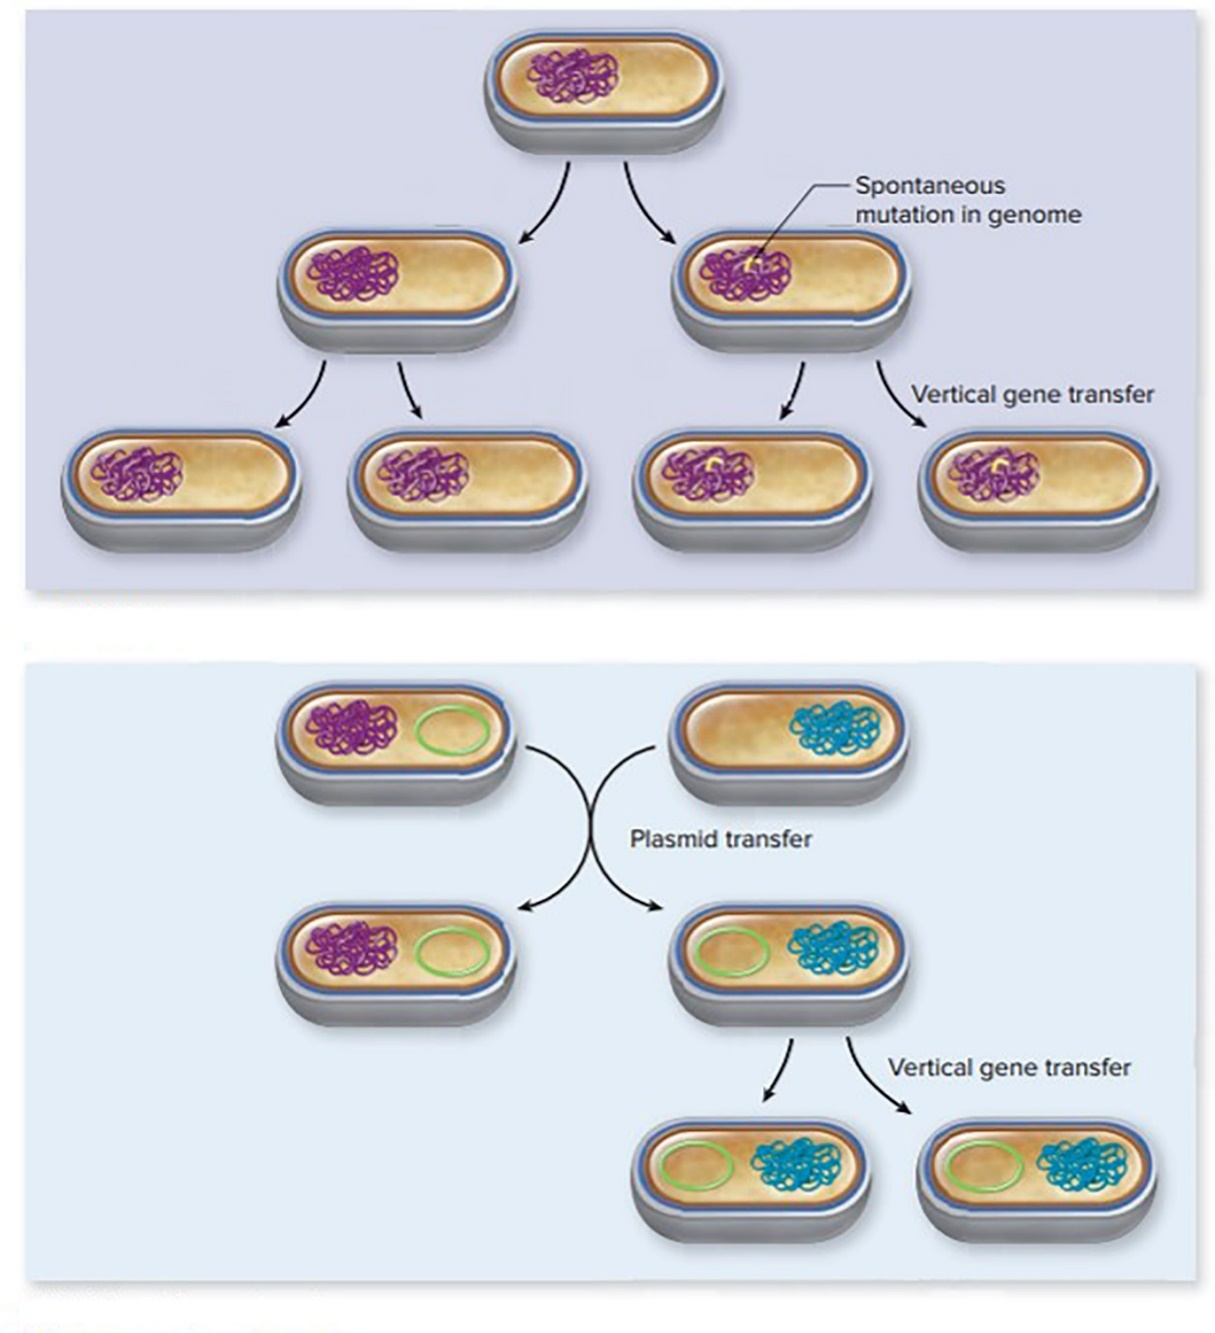 Spontaneous
mutation in genome
Vertical gene transfer
Plasmid transfer
Vertical gene transfer